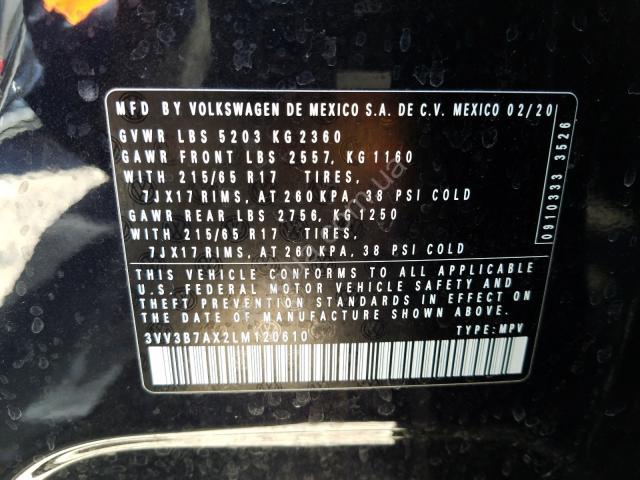 MFD BY VOLKSWAGEN DE MEXICO S.A. DE C.V. MEXICO 02/20
GVWR LBS 5203 KG 2360
GAWR FRONT LBS 2557, KG 1160
WITH 215/65 R17 TIRES,
7JX17 RIMS, AT 260 KPA, 38 PSI COLD
GAWR REAR LBS 2756, KG 1250
WITH 215/65 R17 TIRES,
7JX17 RIMS, AT 260 KPA, 38 PSI COLD
THIS VEHICLE CONFORMS TO ALL APPLICABLE
U.S. FEDERAL MOTOR VEHICLE SAFETY AND
THEFT PREVENTION STANDARDS IN EFFECT ON
THE DATE OF MANUFACTURE SHOWN ABOVE.
3VV3B7AX2LM120610 TYPE: MPV
0910333 3526